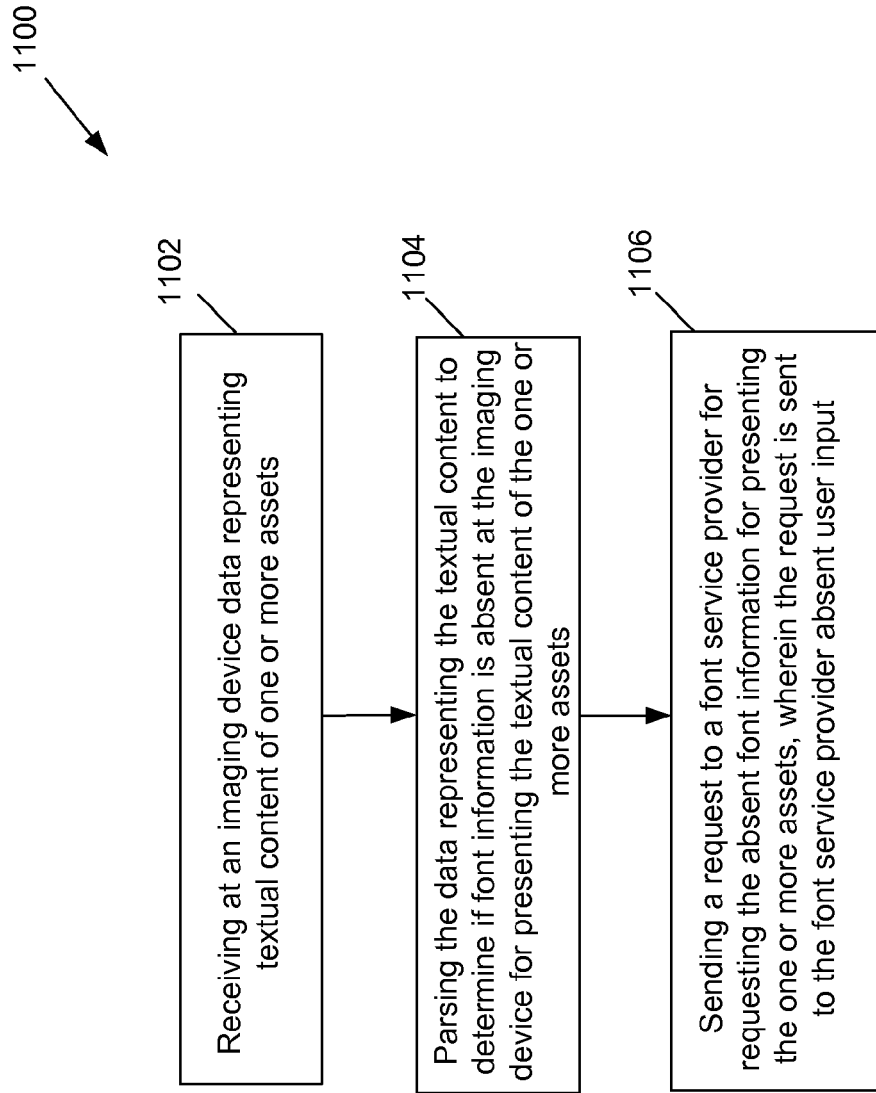 1100
1102
Receiving at an imaging device data representing
textual content of one or more assets
1104
Parsing the data representing the textual content to
determine if font information is absent at the imaging
device for presenting the textual content of the one or
more assets
1106
Sending a request to a font service provider for
requesting the absent font information for presenting
the one or more assets, wherein the request is sent
to the font service provider absent user input